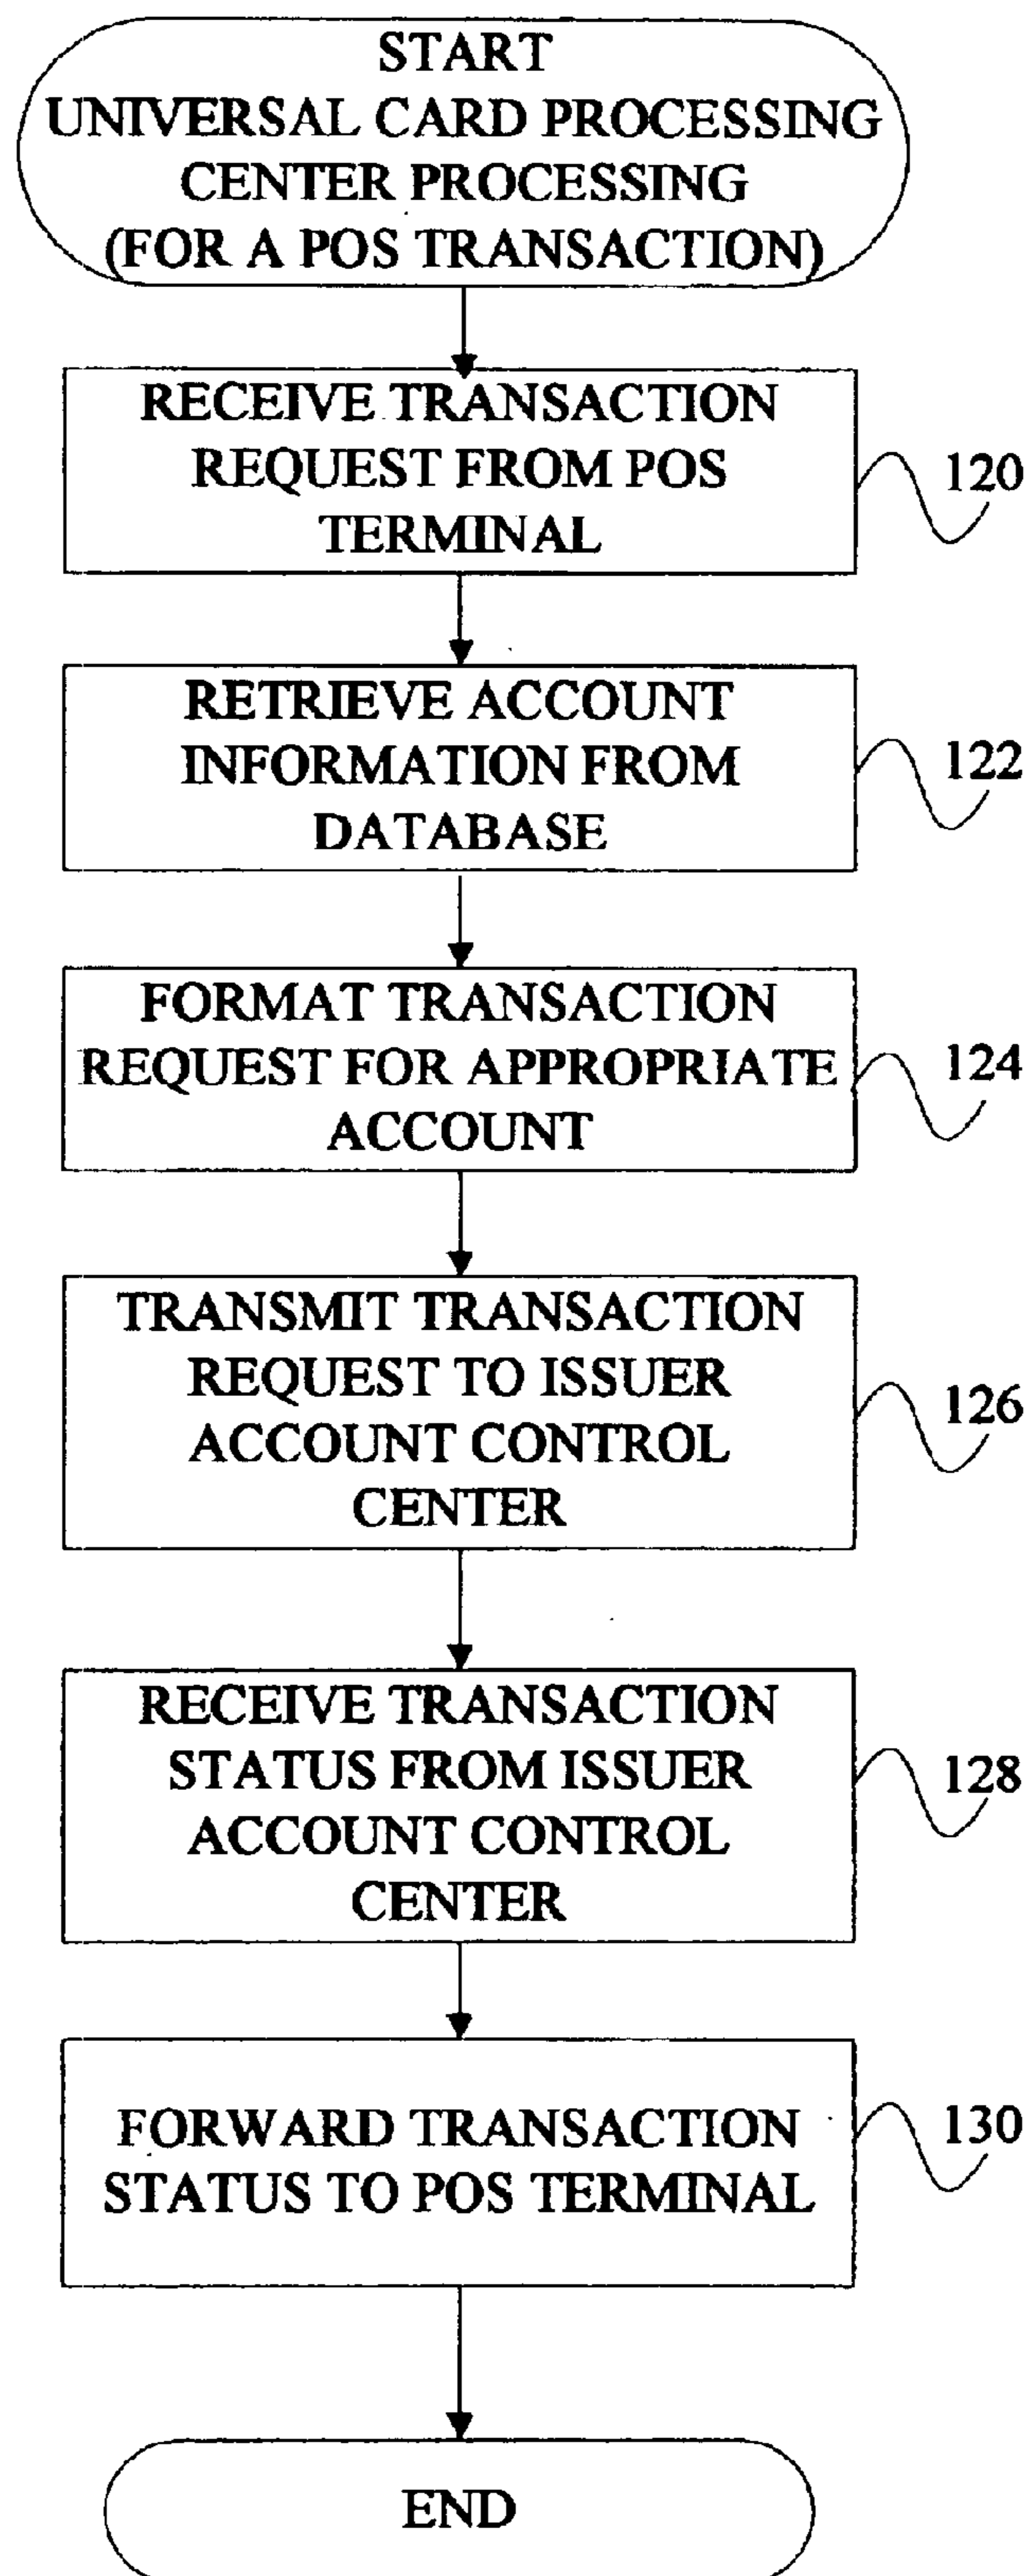 START
UNIVERSAL CARD PROCESSING
CENTER PROCESSING
(FOR A POS TRANSACTION)
RECEIVE TRANSACTION
REQUEST FROM POS
TERMINAL
120
RETRIEVE ACCOUNT
INFORMATION FROM
DATABASE
122
FORMAT TRANSACTION
REQUEST FOR APPROPRIATE
ACCOUNT
124
TRANSMIT TRANSACTION
REQUEST TO ISSUER
ACCOUNT CONTROL
CENTER
126
RECEIVE TRANSACTION
STATUS FROM ISSUER
ACCOUNT CONTROL
CENTER
128
FORWARD TRANSACTION
STATUS TO POS TERMINAL
130
END